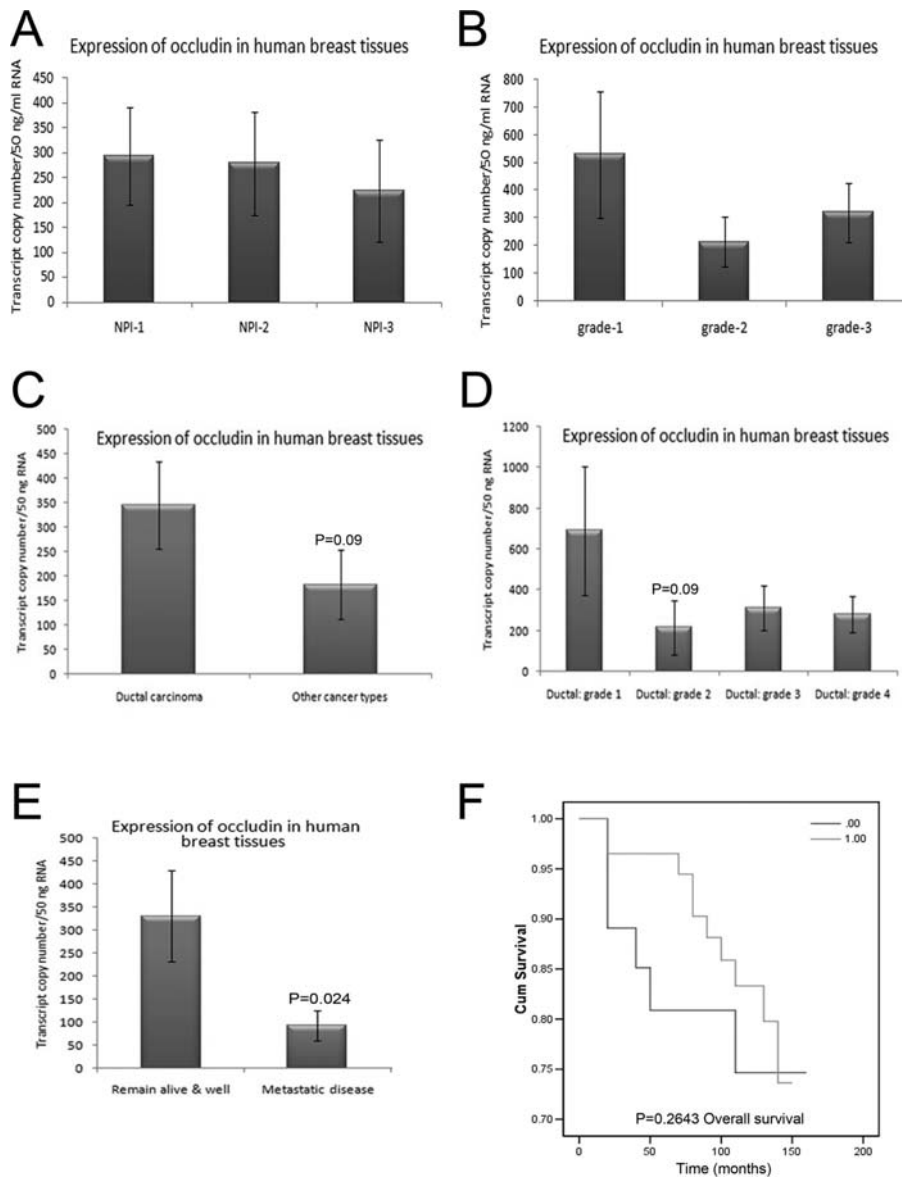 A
Expression of occludin in human breast tissues
Transcript copy number/50 ng/ml RNA
450
400
350
300
250
200
150
100
50
0
NPI-1 NPI-2 NPI-3
B
Expression of occludin in human breast tissues
Transcript copy number/50 ng/ml RNA
800
700
600
500
400
300
200
100
0
grade-1 grade-2 grade-3
C
Expression of occludin in human breast tissues
Transcript copy number/50 ng RNA
500
450
400
350
300
250
200
150
100
50
0
P=0.09
Ductal carcinoma Other cancer types
D
Expression of occludin in human breast tissues
Transcript copy number/50 ng RNA
1200
1000
800
600
400
200
0
P=0.09
Ductal: grade 1 Ductal: grade 2 Ductal: grade 3 Ductal: grade 4
E
Expression of occludin in human
breast tissues
Transcript copy number/50 ng RNA
500
450
400
350
300
250
200
150
100
50
0
P=0.024
Remain alive & well Metastatic disease
F
Cum Survival
1.00
0.95
0.90
0.85
0.80
0.75
0.70
.00
1.00
P=0.2643 Overall survival
0 50 100 150 200
Time (months)